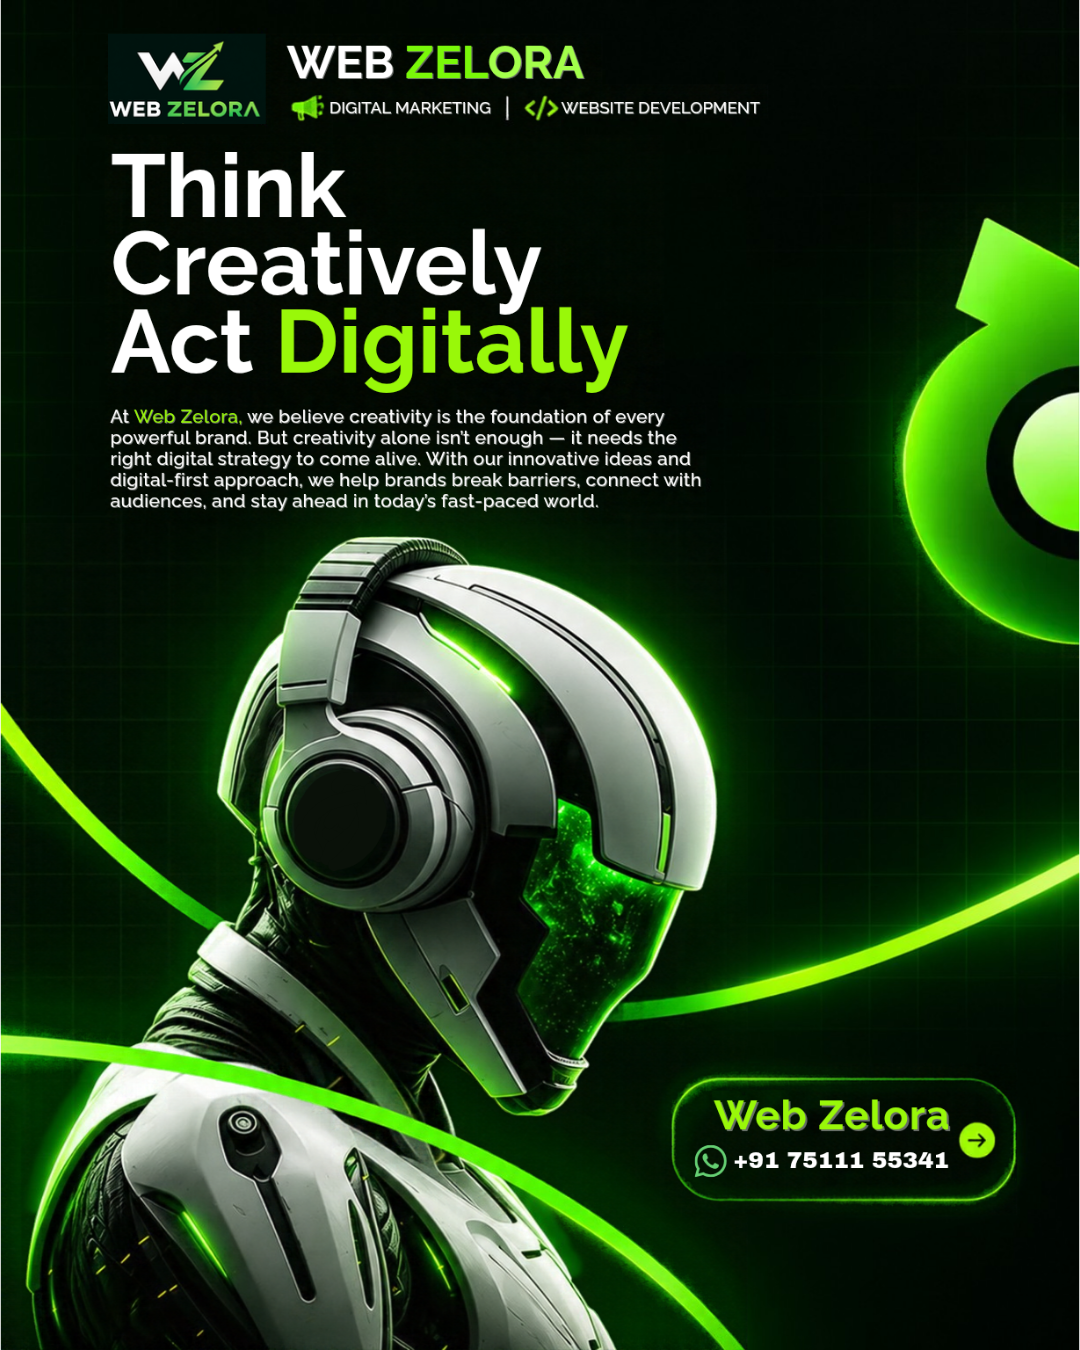 WZ
WEB ZELORA
WEB ZELORA
DIGITAL MARKETING | </> WEBSITE DEVELOPMENT
Think
Creatively
Act Digitally
At Web Zelora, we believe creativity is the foundation of every
powerful brand. But creativity alone isn't enough — it needs the
right digital strategy to come alive. With our innovative ideas and
digital-first approach, we help brands break barriers, connect with
audiences, and stay ahead in today's fast-paced world.
Web Zelora
+91 75111 55341